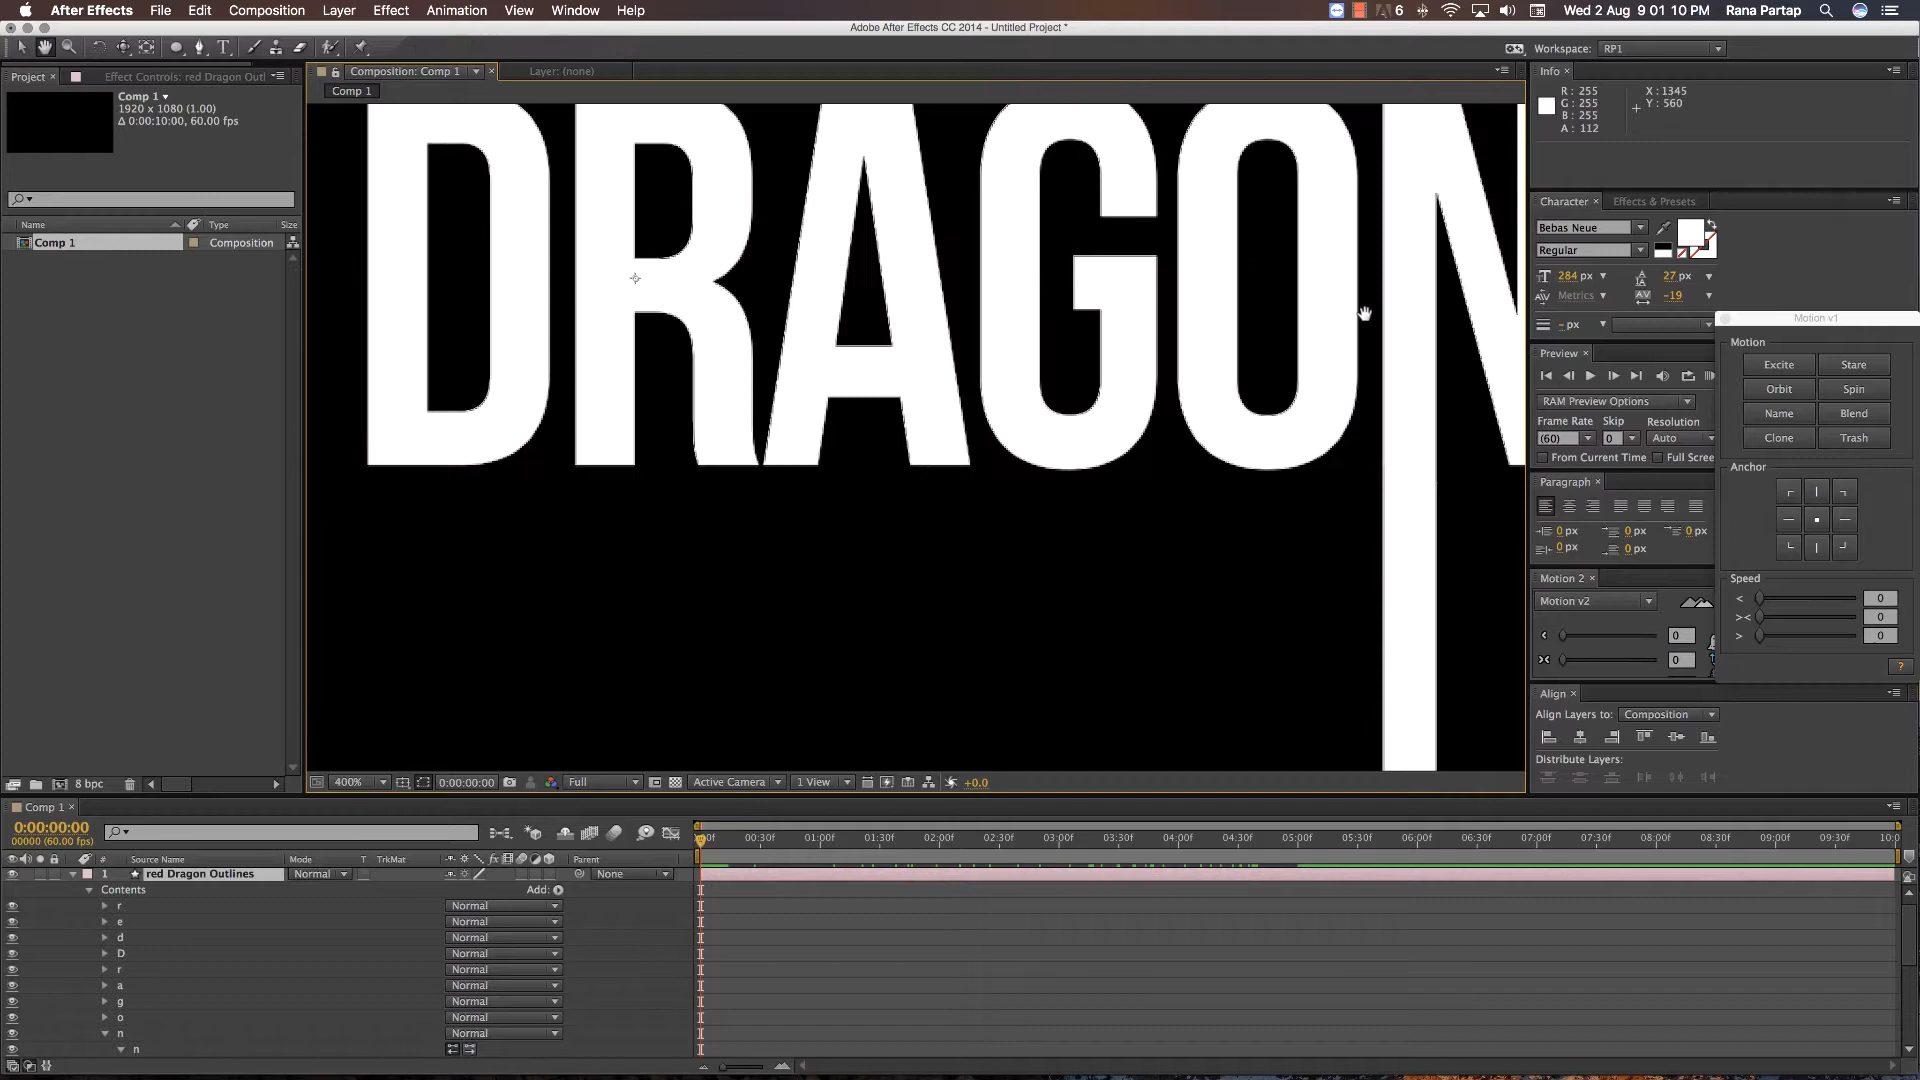 After Effects File Edit Composition Layer Effect Animation View Window Help
6 Wed 2 Aug 9 01 10 PM Rana Partap
Adobe After Effects CC 2014 - Untitled Project *
Workspace: RP1
Project × Effect Controls: red Dragon Outl
Composition: Comp 1 × Layer: (none)
Info ×
Comp 1
1920 x 1080 (1.00)
Δ 0:00:10:00, 60.00 fps
Comp 1
R : 255
G : 255
B : 255
A : 112
X : 1345
Y : 560
Name Type Size
Comp 1 Composition
DRAGON
Character × Effects & Presets
Bebas Neue
Regular
284 px 27 px
Metrics -19
- px
Preview ×
RAM Preview Options
Frame Rate Skip Resolution
(60) 0 Auto
From Current Time Full Scree
Paragraph ×
0 px 0 px 0 px
0 px 0 px
Motion 2 ×
Motion v2
0
0
Motion v1
Motion
Excite Stare
Orbit Spin
Name Blend
Clone Trash
Anchor
Speed
< 0
>< 0
> 0
?
Align ×
Align Layers to: Composition
Distribute Layers:
8 bpc
400% 0:00:00:00 Full Active Camera 1 View +0.0
Comp 1 ×
0:00:00:00
00000 (60.00 fps)
:00f 00:30f 01:00f 01:30f 02:00f 02:30f 03:00f 03:30f 04:00f 04:30f 05:00f 05:30f 06:00f 06:30f 07:00f 07:30f 08:00f 08:30f 09:00f 09:30f 10:0
# Source Name Mode T TrkMat fx Parent
1 red Dragon Outlines Normal None
Contents Add:
r Normal
e Normal
d Normal
D Normal
r Normal
a Normal
g Normal
o Normal
n Normal
n